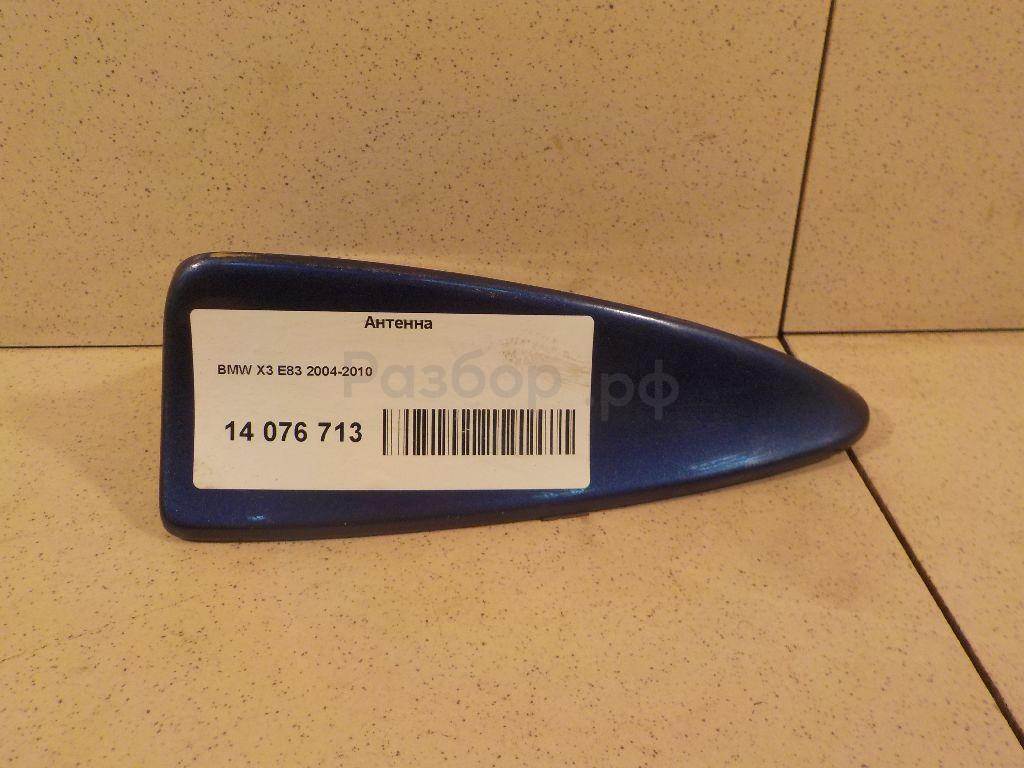 Антенна
BMW X3 E83 2004-2010
Разбор.рф
14 076 713